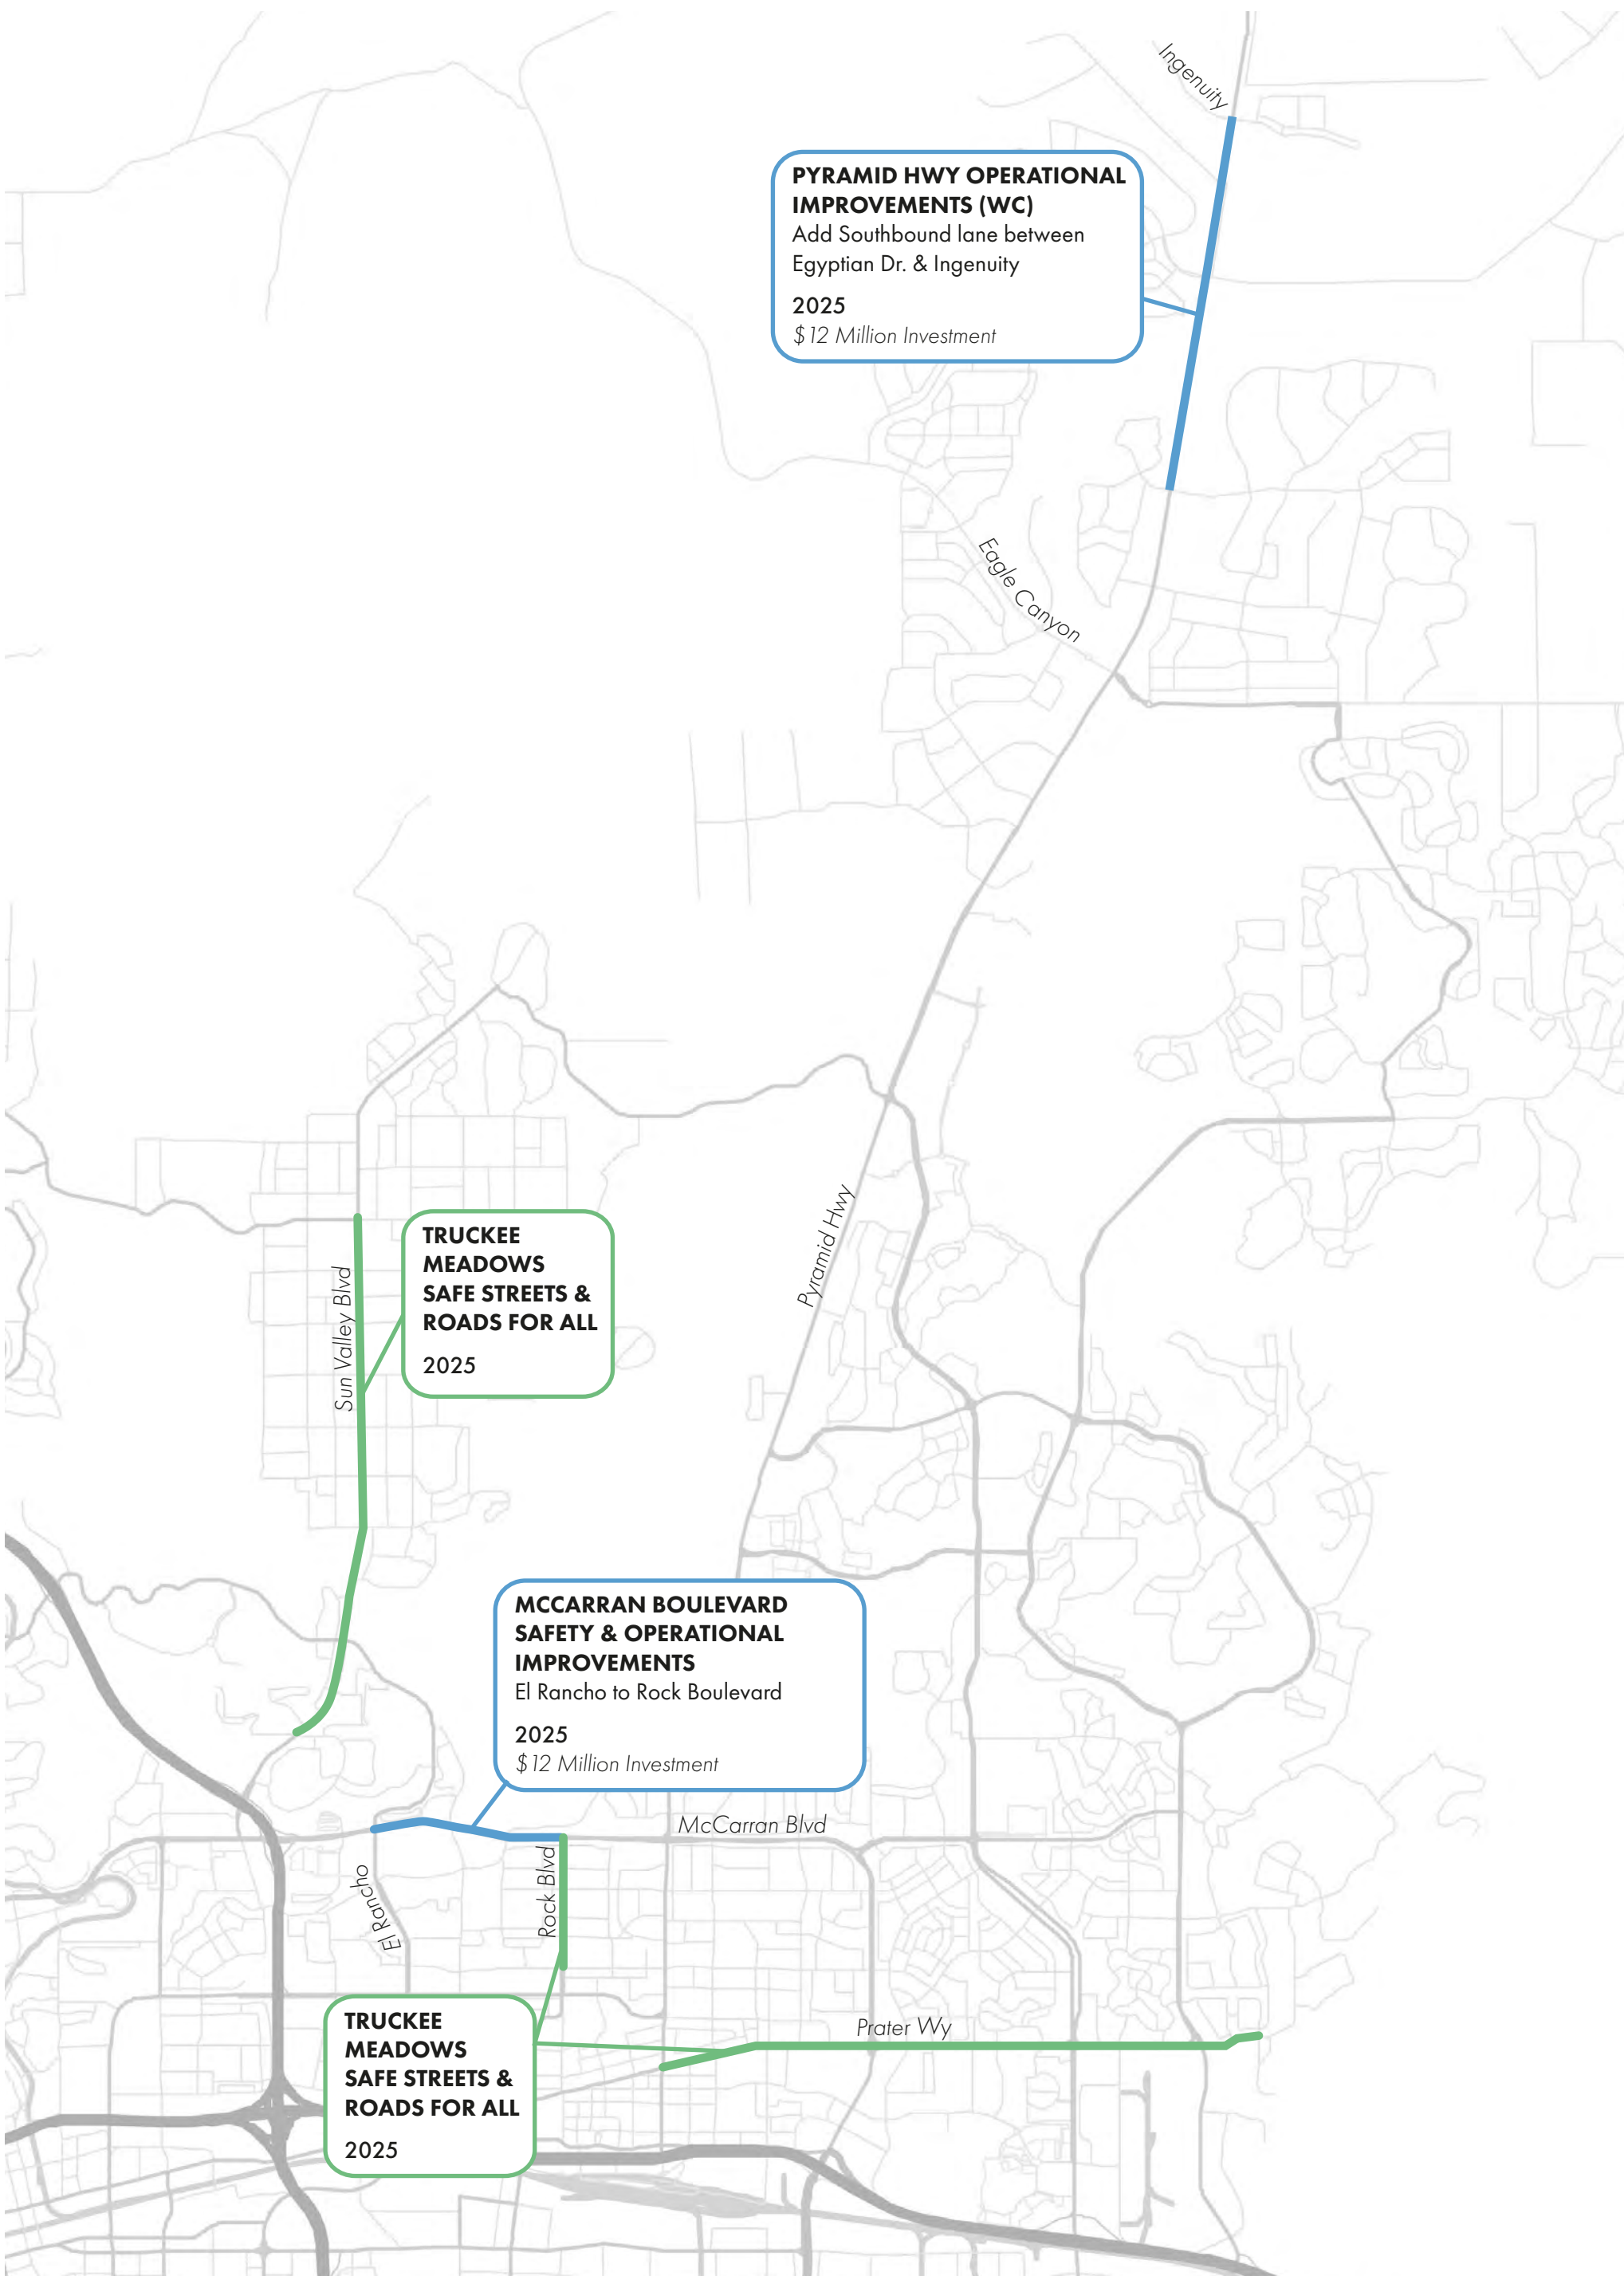 Ingenuity
PYRAMID HWY OPERATIONAL
IMPROVEMENTS (WC)
Add Southbound lane between
Egyptian Dr. & Ingenuity
2025
$12 Million Investment
Eagle Canyon
Pyramid Hwy
TRUCKEE
MEADOWS
SAFE STREETS &
ROADS FOR ALL
2025
Sun Valley Blvd
MCCARRAN BOULEVARD
SAFETY & OPERATIONAL
IMPROVEMENTS
El Rancho to Rock Boulevard
2025
$12 Million Investment
McCarran Blvd
Rock Blvd
El Rancho
TRUCKEE
MEADOWS
SAFE STREETS &
ROADS FOR ALL
2025
Prater Wy